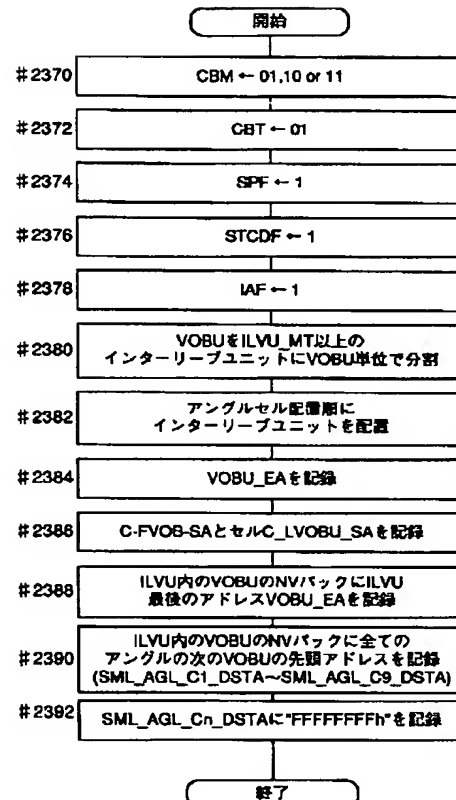 開始
#2370
CBM ← 01,10 or 11
#2372
CBT ← 01
#2374
SPF ← 1
#2376
STCDF ← 1
#2378
IAF ← 1
#2380
VOBUをILVU_MT以上の
インターリーブユニットにVOBU単位で分割
#2382
アングルセル配置順に
インターリーブユニットを配置
#2384
VOBU_EAを記録
#2386
C-FVOB-SAとセルC_LVOBU_SAを記録
#2388
ILVU内のVOBUのNVパックにILVU
最後のアドレスVOBU_EAを記録
#2390
ILVU内のVOBUのNVパックに全ての
アングルの次のVOBUの先頭アドレスを記録
(SML_AGL_C1_DSTA～SML_AGL_C9_DSTA)
#2392
SML_AGL_Cn_DSTAに"FFFFFFFFh"を記録
終了